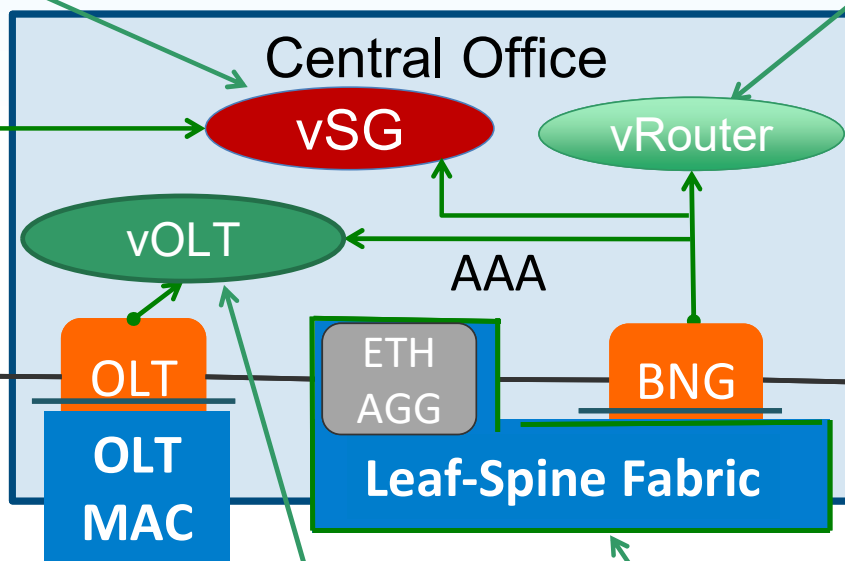 Central Office
vSG
vRouter
vOLT
AAA
ETH
AGG
OLT
BNG
OLT
MAC
Leaf-Spine Fabric